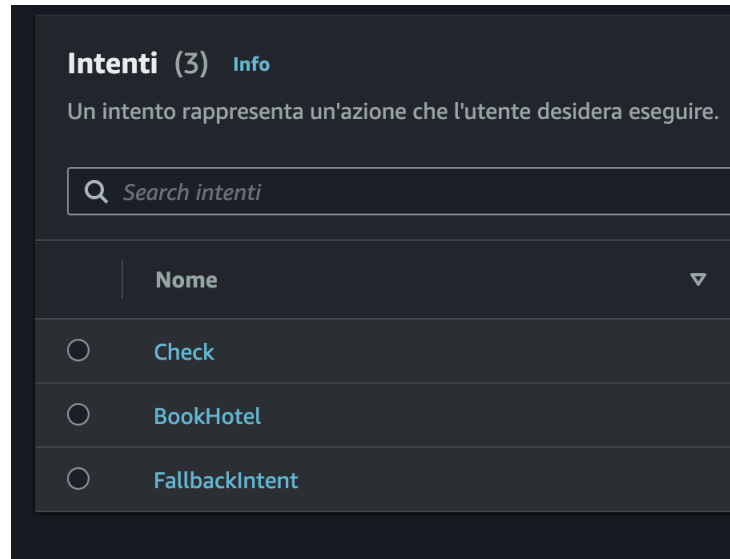 Intenti (3) Info
Un intento rappresenta un'azione che l'utente desidera eseguire.
Search intenti
Nome
Check
BookHotel
FallbackIntent